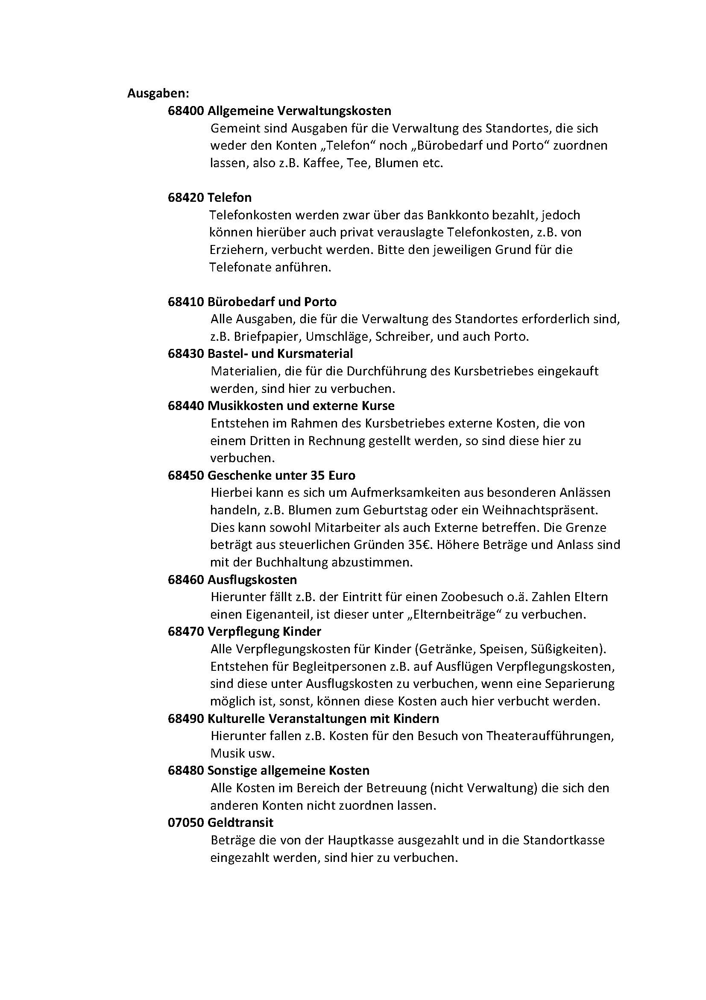 Ausgaben:
68400 Allgemeine Verwaltungskosten
Gemeint sind Ausgaben für die Verwaltung des Standortes, die sich
weder den Konten „Telefon“ noch „Bürobedarf und Porto“ zuordnen
lassen, also z.B. Kaffee, Tee, Blumen etc.
68420 Telefon
Telefonkosten werden zwar über das Bankkonto bezahlt, jedoch
können hierüber auch privat verauslagte Telefonkosten, z.B. von
Erziehern, verbucht werden. Bitte den jeweiligen Grund für die
Telefonate anführen.
68410 Bürobedarf und Porto
Alle Ausgaben, die für die Verwaltung des Standortes erforderlich sind,
z.B. Briefpapier, Umschläge, Schreiber, und auch Porto.
68430 Bastel- und Kursmaterial
Materialien, die für die Durchführung des Kursbetriebes eingekauft
werden, sind hier zu verbuchen.
68440 Musikkosten und externe Kurse
Entstehen im Rahmen des Kursbetriebes externe Kosten, die von
einem Dritten in Rechnung gestellt werden, so sind diese hier zu
verbuchen.
68450 Geschenke unter 35 Euro
Hierbei kann es sich um Aufmerksamkeiten aus besonderen Anlässen
handeln, z.B. Blumen zum Geburtstag oder ein Weihnachtspräsent.
Dies kann sowohl Mitarbeiter als auch Externe betreffen. Die Grenze
beträgt aus steuerlichen Gründen 35€. Höhere Beträge und Anlass sind
mit der Buchhaltung abzustimmen.
68460 Ausflugskosten
Hierunter fällt z.B. der Eintritt für einen Zoobesuch o.ä. Zahlen Eltern
einen Eigenanteil, ist dieser unter „Elternbeiträge“ zu verbuchen.
68470 Verpflegung Kinder
Alle Verpflegungskosten für Kinder (Getränke, Speisen, Süßigkeiten).
Entstehen für Begleitpersonen z.B. auf Ausflügen Verpflegungskosten,
sind diese unter Ausflugskosten zu verbuchen, wenn eine Separierung
möglich ist, sonst, können diese Kosten auch hier verbucht werden.
68490 Kulturelle Veranstaltungen mit Kindern
Hierunter fallen z.B. Kosten für den Besuch von Theateraufführungen,
Musik usw.
68480 Sonstige allgemeine Kosten
Alle Kosten im Bereich der Betreuung (nicht Verwaltung) die sich den
anderen Konten nicht zuordnen lassen.
07050 Geldtransit
Beträge die von der Hauptkasse ausgezahlt und in die Standortkasse
eingezahlt werden, sind hier zu verbuchen.